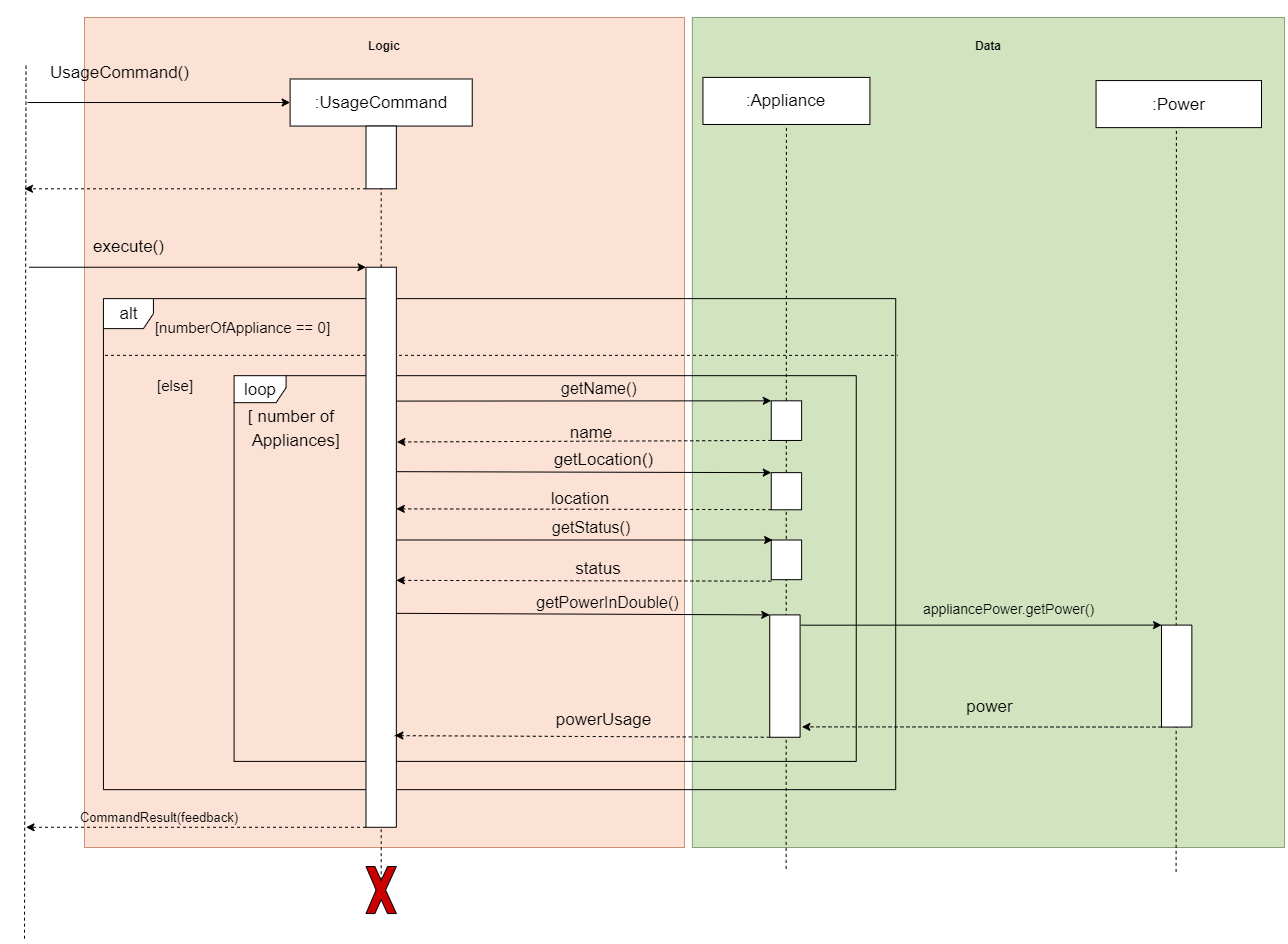 Logic
Data
UsageCommand()
:UsageCommand
:Appliance
:Power
execute()
alt
[numberOfAppliance == 0]
[else]
loop
[ number of
Appliances]
getName()
name
getLocation()
location
getStatus()
status
getPowerInDouble()
appliancePower.getPower()
power
powerUsage
CommandResult(feedback)